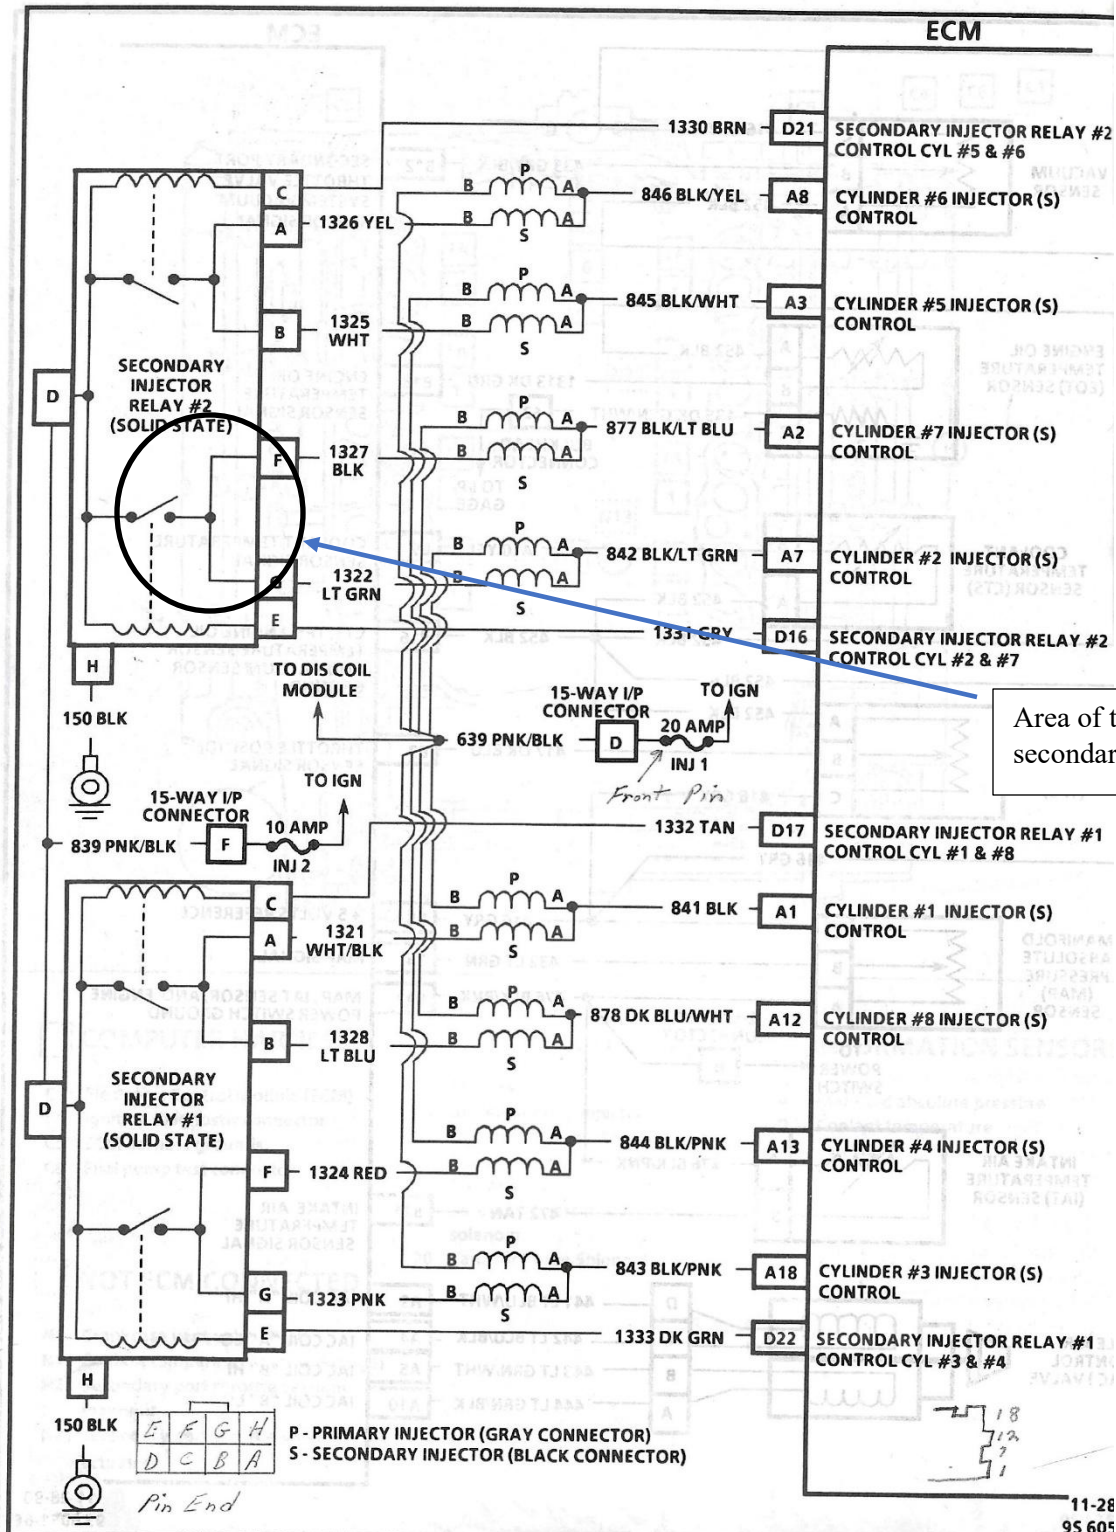 ECM
1330 BRN
D21
SECONDARY INJECTOR RELAY #2
CONTROL CYL #5 & #6
C
P
B
A
846 BLK/YEL
A8
CYLINDER #6 INJECTOR (S)
CONTROL
A
1326 YEL
B
A
S
P
B
A
845 BLK/WHT
A3
CYLINDER #5 INJECTOR (S)
CONTROL
B
1325
WHT
B
A
S
SECONDARY
INJECTOR
RELAY #2
(SOLID STATE)
D
P
B
A
877 BLK/LT BLU
A2
CYLINDER #7 INJECTOR (S)
CONTROL
F
1327
BLK
B
A
S
P
B
A
842 BLK/LT GRN
A7
CYLINDER #2 INJECTOR (S)
CONTROL
G
1322
LT GRN
B
A
S
E
1331 GRY
D16
SECONDARY INJECTOR RELAY #2
CONTROL CYL #2 & #7
H
150 BLK
TO DIS COIL
MODULE
639 PNK/BLK
15-WAY I/P
CONNECTOR
D
20 AMP
INJ 1
TO IGN
Front Pin
Area of t
secondar
TO IGN
15-WAY I/P
CONNECTOR
839 PNK/BLK
F
10 AMP
INJ 2
1332 TAN
D17
SECONDARY INJECTOR RELAY #1
CONTROL CYL #1 & #8
C
P
B
A
841 BLK
A1
CYLINDER #1 INJECTOR (S)
CONTROL
A
1321
WHT/BLK
B
A
S
P
B
A
878 DK BLU/WHT
A12
CYLINDER #8 INJECTOR (S)
CONTROL
B
1328
LT BLU
B
A
S
D
SECONDARY
INJECTOR
RELAY #1
(SOLID STATE)
P
B
A
844 BLK/PNK
A13
CYLINDER #4 INJECTOR (S)
CONTROL
F
1324 RED
B
A
S
P
B
A
843 BLK/PNK
A18
CYLINDER #3 INJECTOR (S)
CONTROL
G
1323 PNK
B
A
S
E
1333 DK GRN
D22
SECONDARY INJECTOR RELAY #1
CONTROL CYL #3 & #4
H
150 BLK
E F G H
D C B A
Pin End
P - PRIMARY INJECTOR (GRAY CONNECTOR)
S - SECONDARY INJECTOR (BLACK CONNECTOR)
18
12
7
1
11-28
9S 605